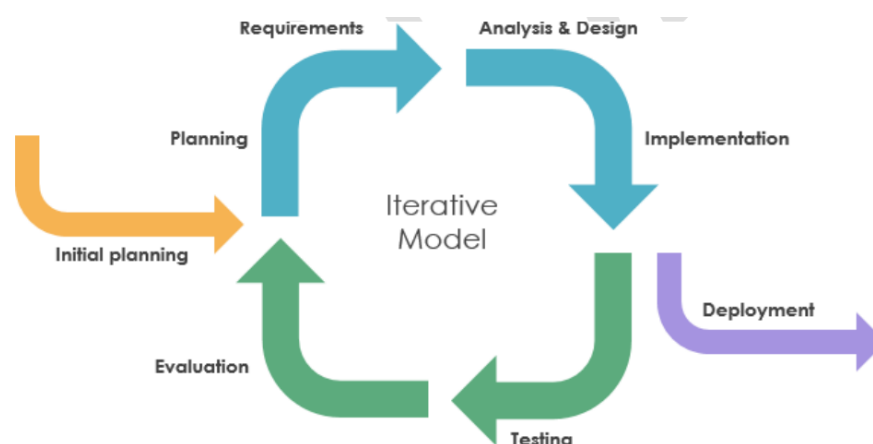 Requirements
Analysis & Design
Planning
Implementation
Iterative
Model
Initial planning
Deployment
Evaluation
Testing